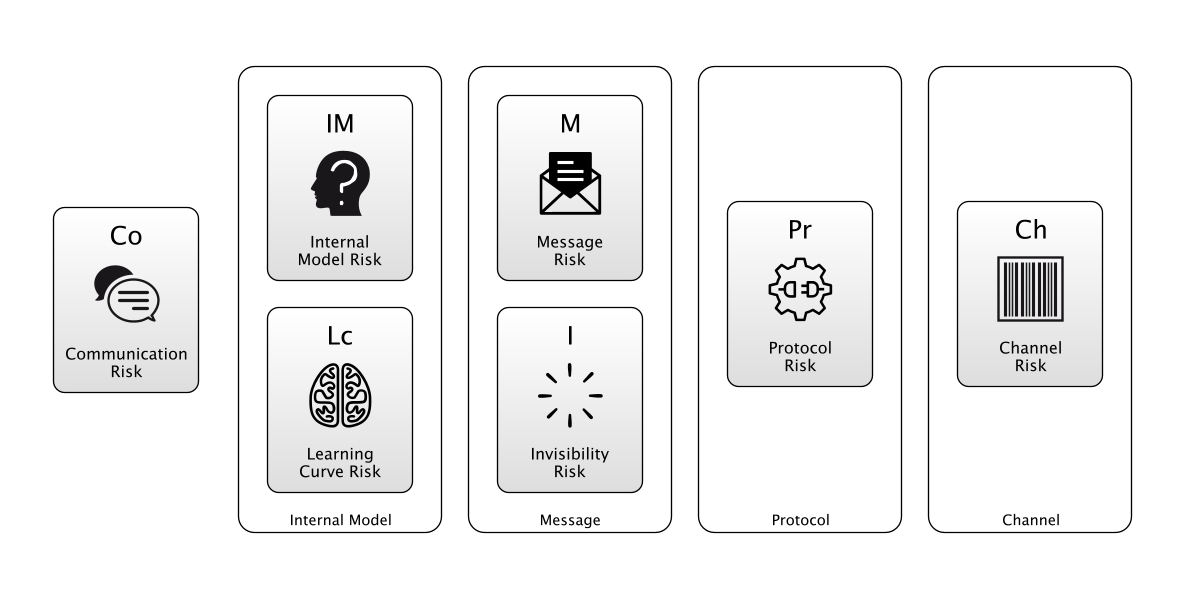 Co
Communication
Risk
IM
Internal
Model Risk
Lc
Learning
Curve Risk
Internal Model
M
Message
Risk
I
Invisibility
Risk
Message
Pr
Protocol
Risk
Protocol
Ch
Channel
Risk
Channel